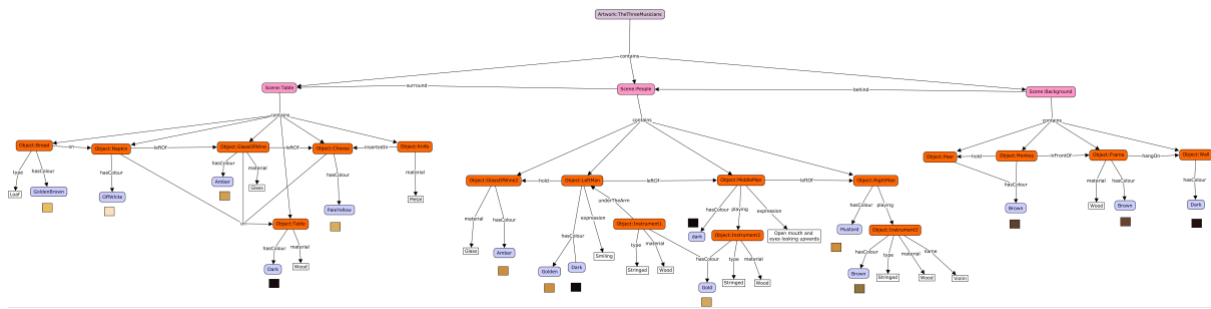 Artwork:TheThreeMusicians
contains
Scene:Table
surround
Scene:People
behind
Scene:Background
contains
contains
contains
Object:Bread
in
Object:Napkin
leftOf
Object:GlassOfWine
leftOf
Object:Cheese
insertedIn
Object:Knife
type
hasColour
hasColour
hasColour
material
hasColour
material
Loaf
GoldenBrown
OffWhite
Amber
Glass
PaleYellow
Metal
Object:Table
hasColour
material
Dark
Wood
Object:GlassOfWine2
hold
Object:LeftMan
leftOf
Object:MiddleMan
leftOf
Object:RightMan
material
hasColour
hasColour
expression
underTheArm
hasColour
playing
expression
hasColour
playing
Glass
Amber
Golden
Dark
Smiling
Object:Instrument1
type
material
hasColour
Stringed
Wood
dark
Object:Instrument2
Open mouth and
eyes looking upwards
hasColour
type
material
Gold
Stringed
Wood
Mustard
Object:Instrument3
hasColour
type
material
name
Brown
Stringed
Wood
Violin
Object:Pear
hold
Object:Monkey
inFrontOf
Object:Frame
hangOn
Object:Wall
hasColour
material
hasColour
hasColour
Brown
Wood
Brown
Dark